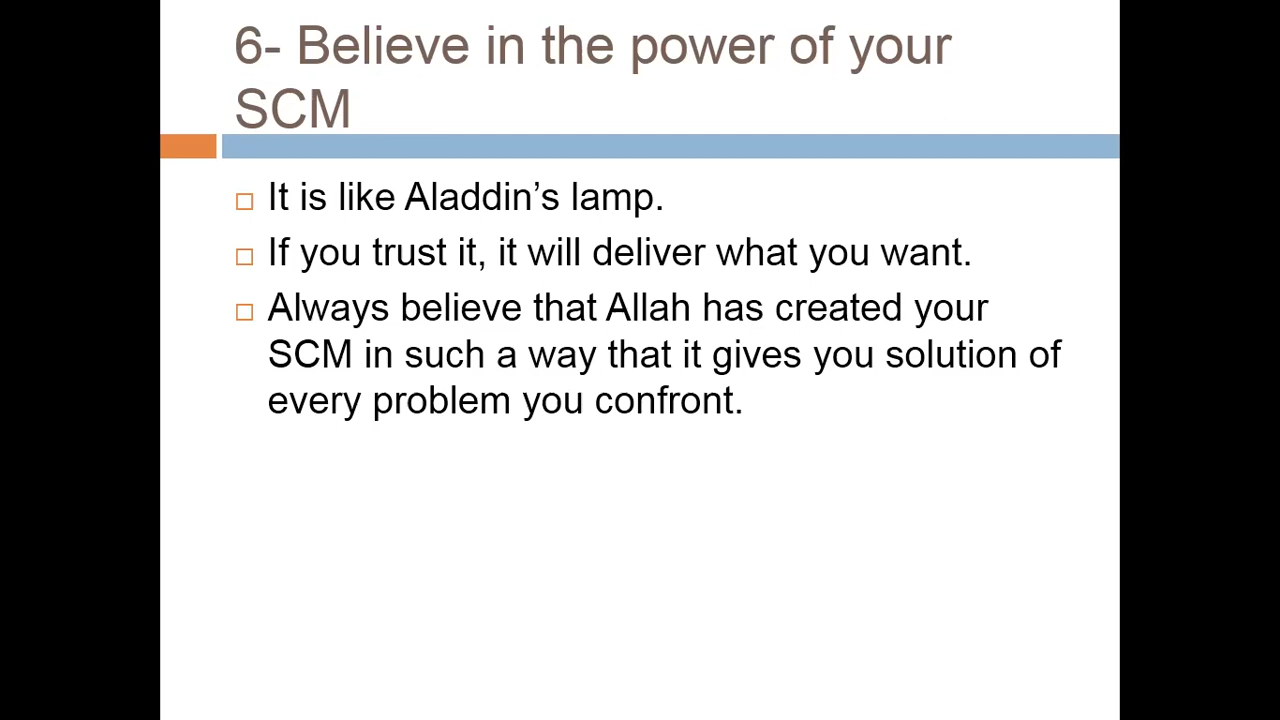 6- Believe in the power of your
SCM
It is like Aladdin’s lamp.
If you trust it, it will deliver what you want.
Always believe that Allah has created your
SCM in such a way that it gives you solution of
every problem you confront.